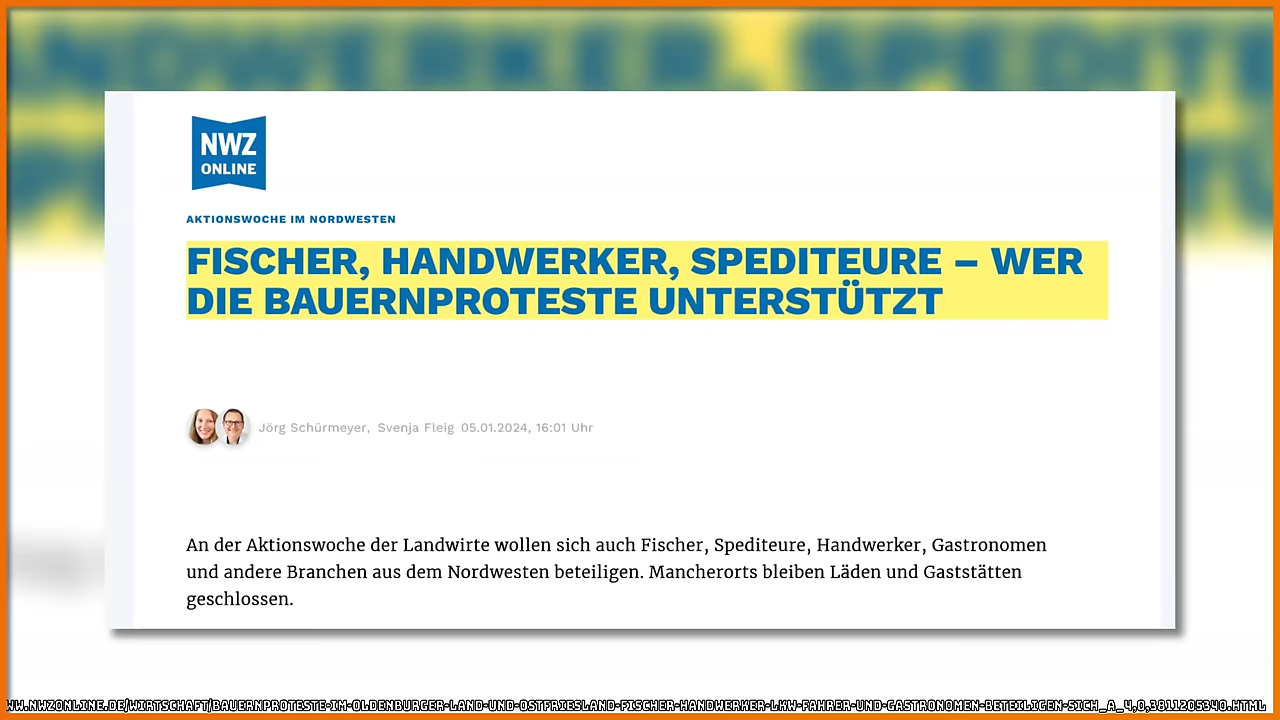 NWZ
ONLINE
AKTIONSWOCHE IM NORDWESTEN
FISCHER, HANDWERKER, SPEDITEURE – WER
DIE BAUERNPROTESTE UNTERSTÜTZT
Jörg Schürmeyer, Svenja Fleig 05.01.2024, 16:01 Uhr
An der Aktionswoche der Landwirte wollen sich auch Fischer, Spediteure, Handwerker, Gastronomen
und andere Branchen aus dem Nordwesten beteiligen. Mancherorts bleiben Läden und Gaststätten
geschlossen.
WW.NWZONLINE.DE/WIRTSCHAFT/BAUERNPROTESTE-IM-OLDENBURGER-LAND-UND-OSTFRIESLAND-FISCHER-HANDWERKER-LKW-FAHRER-UND-GASTRONOMEN-BETEILIGEN-SICH_A_4,0,3811205340.HTML